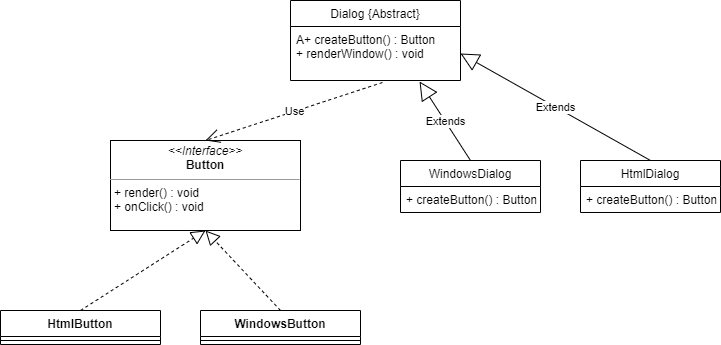 Dialog {Abstract}
A+ createButton() : Button
+ renderWindow() : void
Use
Extends
Extends
<<Interface>>
Button
+ render() : void
+ onClick() : void
WindowsDialog
+ createButton() : Button
HtmlDialog
+ createButton() : Button
HtmlButton
WindowsButton